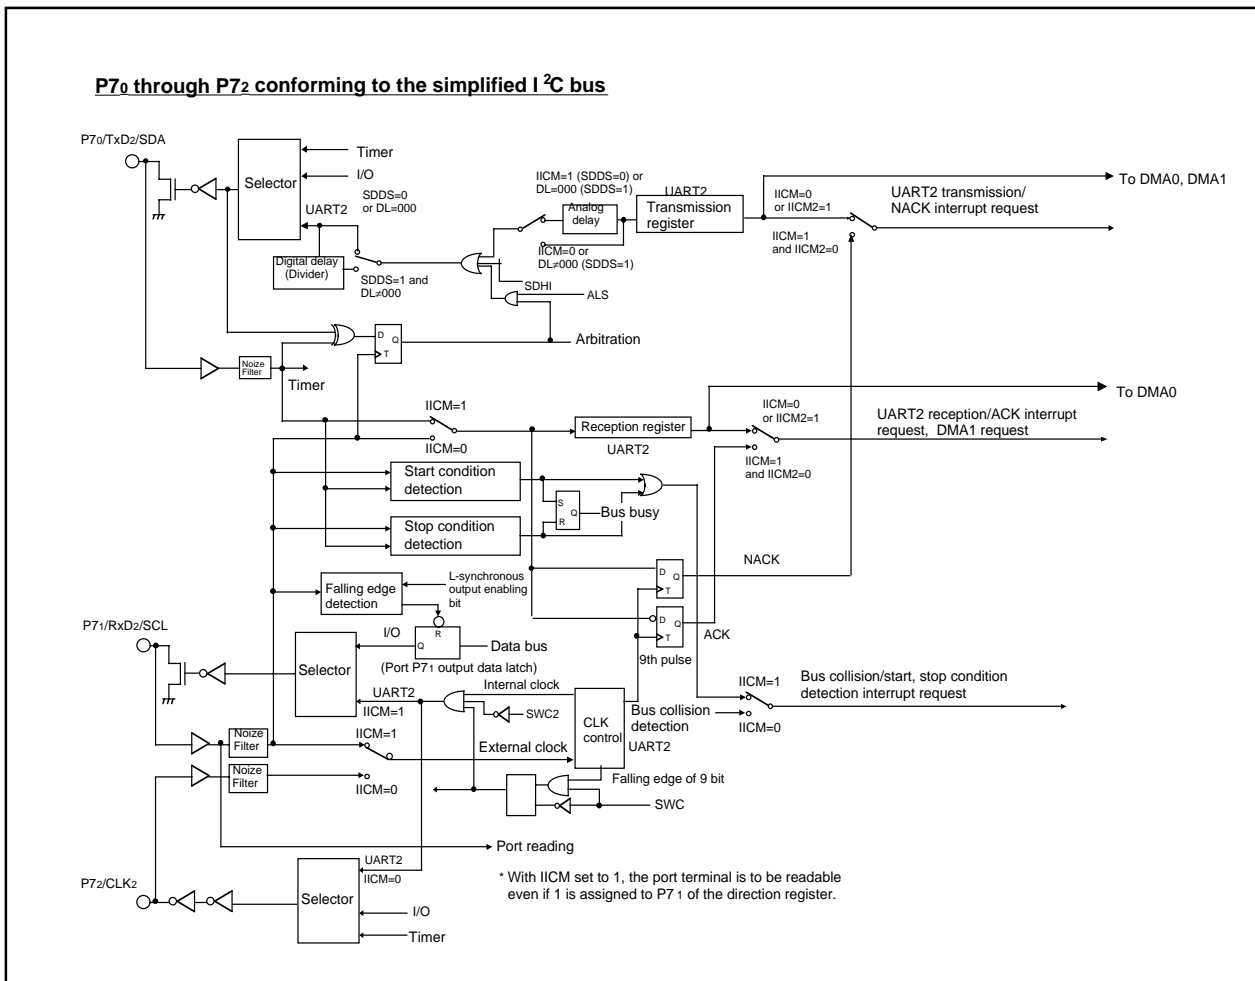 P70 through P72 conforming to the simplified I 2C bus
P70/TxD2/SDA
Timer
I/O
Selector
SDDS=0
or DL=000
UART2
Digital delay
(Divider)
SDDS=1 and
DL≠000
IICM=1 (SDDS=0) or
DL=000 (SDDS=1)
Analog
delay
IICM=0 or
DL≠000 (SDDS=1)
SDHI
ALS
UART2
Transmission
register
To DMA0, DMA1
IICM=0
or IICM2=1
UART2 transmission/
NACK interrupt request
IICM=1
and IICM2=0
D
Q
T
Arbitration
Noize
Filter
Timer
IICM=1
IICM=0
Reception register
UART2
To DMA0
IICM=0
or IICM2=1
UART2 reception/ACK interrupt
request, DMA1 request
IICM=1
and IICM2=0
Start condition
detection
S
Q
R
Bus busy
Stop condition
detection
NACK
D
Q
T
Falling edge
detection
L-synchronous
output enabling
bit
D
Q
T
ACK
9th pulse
P71/RxD2/SCL
I/O
R
Q
Data bus
(Port P71 output data latch)
Selector
UART2
IICM=1
Internal clock
SWC2
CLK
control
UART2
Bus collision
detection
IICM=1
IICM=0
Bus collision/start, stop condition
detection interrupt request
Noize
Filter
IICM=1
External clock
Noize
Filter
IICM=0
Falling edge of 9 bit
SWC
Port reading
P72/CLK2
UART2
IICM=0
Selector
I/O
Timer
* With IICM set to 1, the port terminal is to be readable
even if 1 is assigned to P71 of the direction register.